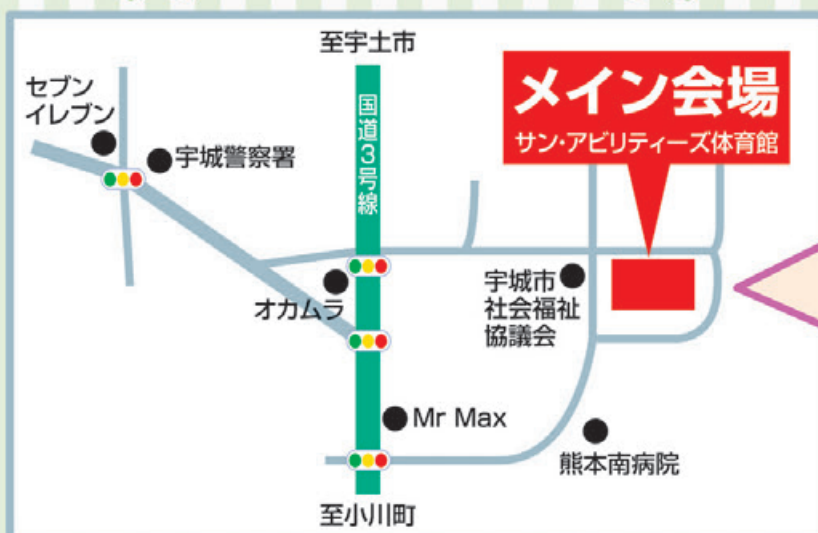 至宇土市
セブン
イレブン
宇城警察署
国道3号線
メイン会場
サン・アビリティーズ体育館
オカムラ
宇城市
社会福祉
協議会
Mr Max
熊本南病院
至小川町